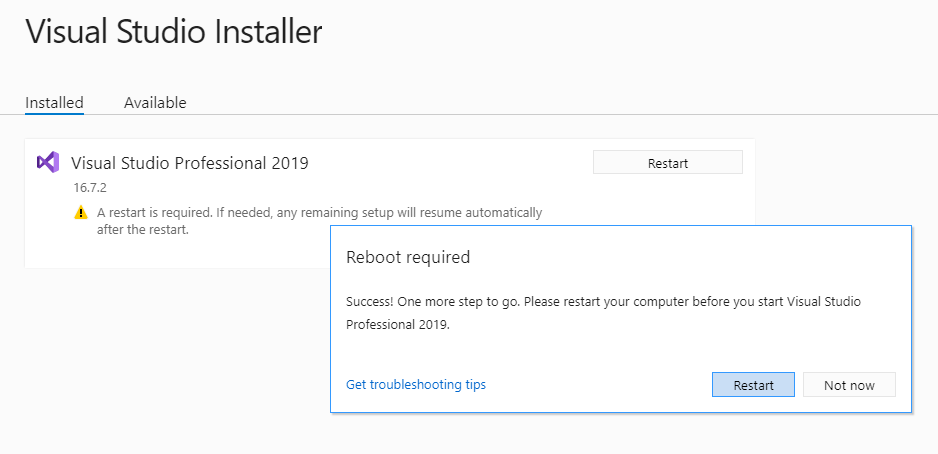 Visual Studio Installer
Installed
Available
Visual Studio Professional 2019
Restart
16.7.2
A restart is required. If needed, any remaining setup will resume automatically
after the restart.
Reboot required
Success! One more step to go. Please restart your computer before you start Visual Studio
Professional 2019.
Get troubleshooting tips
Restart
Not now